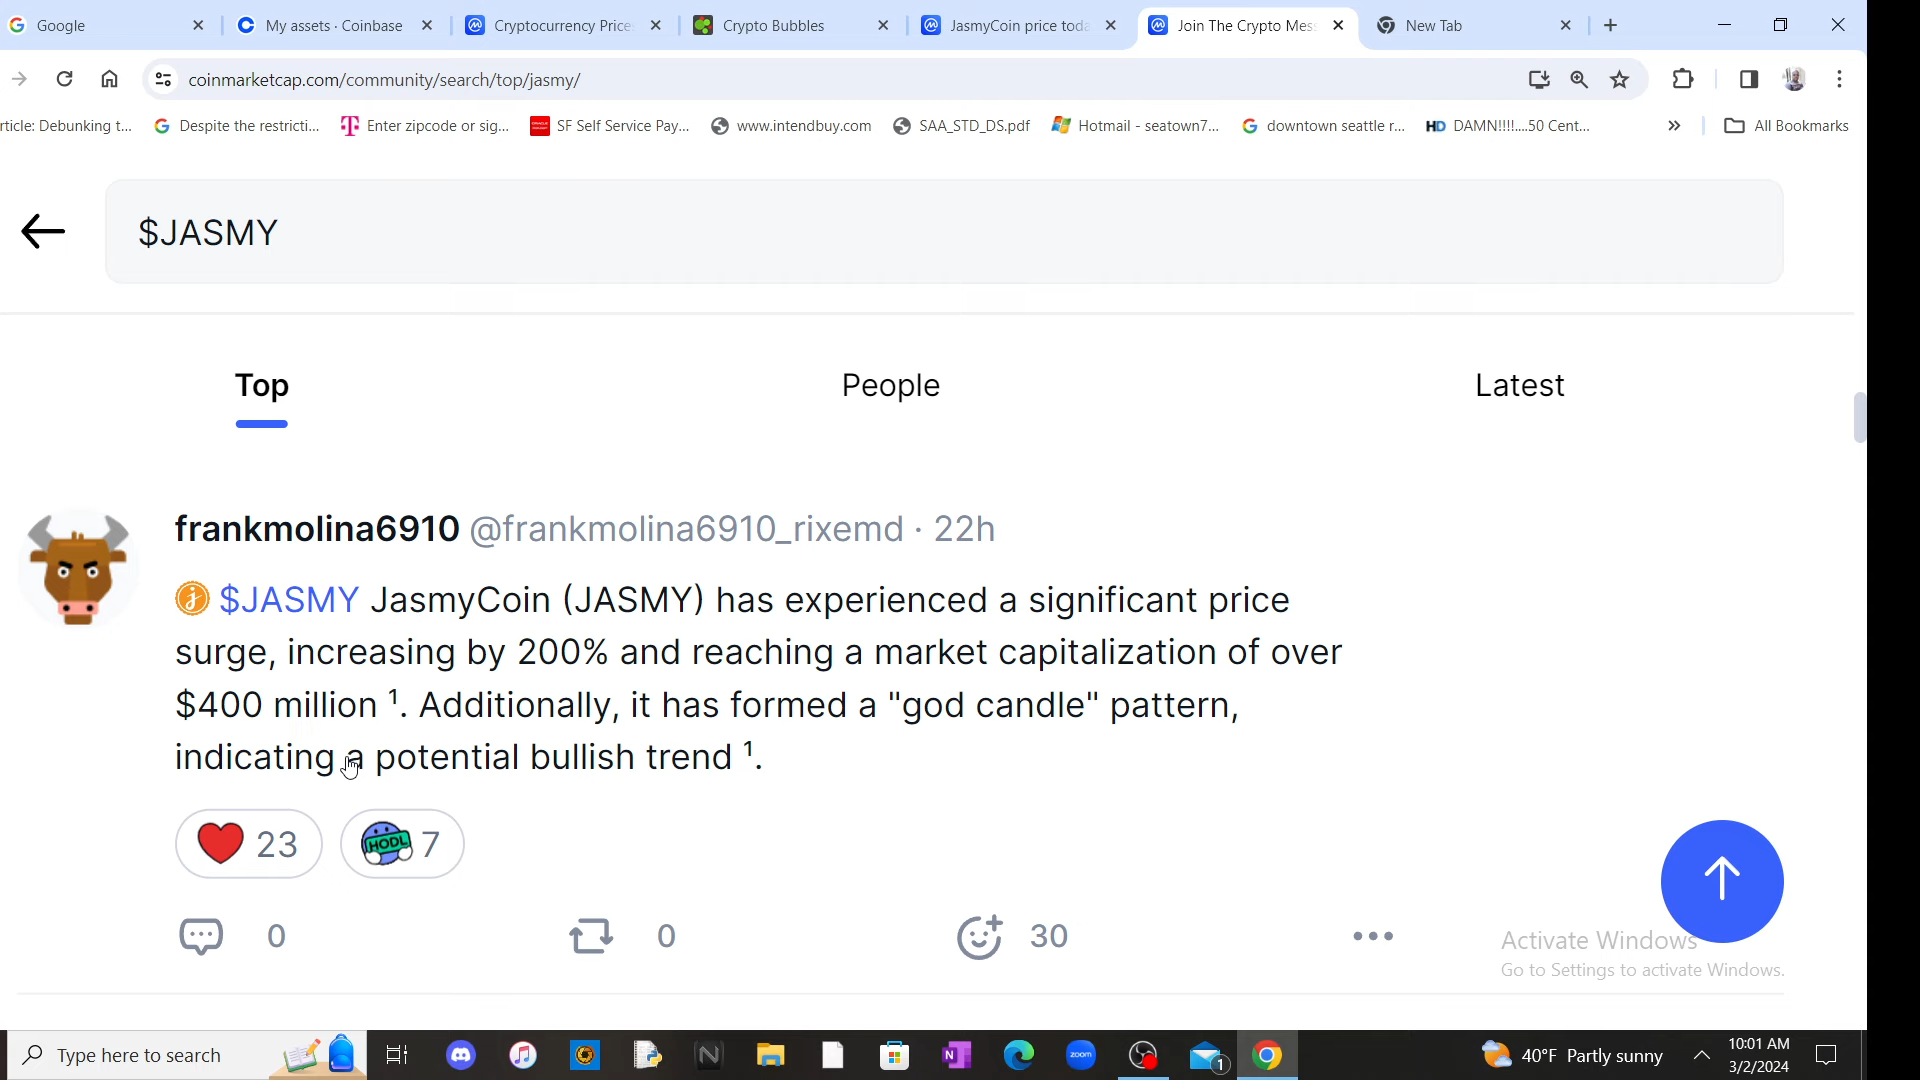 Google
My assets · Coinbase
Cryptocurrency Price
Crypto Bubbles
JasmyCoin price toda
Join The Crypto Mes
New Tab
coinmarketcap.com/community/search/top/jasmy/
rticle: Debunking t...
Despite the restricti...
Enter zipcode or sig...
SF Self Service Pay...
www.intendbuy.com
SAA_STD_DS.pdf
Hotmail - seatown7...
downtown seattle r...
HD DAMN!!!!....50 Cent...
All Bookmarks
$JASMY
Top
People
Latest
frankmolina6910 @frankmolina6910_rixemd · 22h
$JASMY JasmyCoin (JASMY) has experienced a significant price
surge, increasing by 200% and reaching a market capitalization of over
$400 million ¹. Additionally, it has formed a "god candle" pattern,
indicating a potential bullish trend ¹.
23
HODL 7
0
0
30
Activate Windows
Go to Settings to activate Windows.
Type here to search
zoom
1
40°F Partly sunny
10:01 AM
3/2/2024